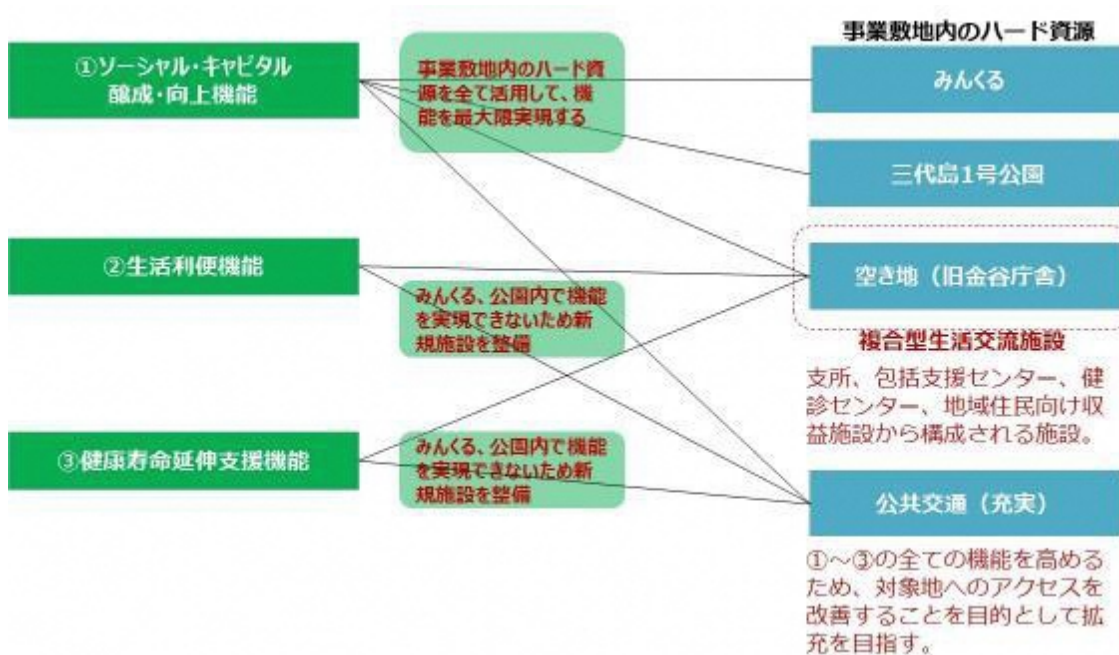 ①ソーシャル・キャピタル
醸成・向上機能
事業敷地内のハード資
源を全て活用して、機
能を最大限実現する
事業敷地内のハード資源
みんくる
三代島1号公園
②生活利便機能
みんくる、公園内で機能
を実現できないため新
規施設を整備
空き地（旧金谷庁舎）
複合型生活交流施設
支所、包括支援センター、健
診センター、地域住民向け収
益施設から構成される施設。
③健康寿命延伸支援機能
みんくる、公園内で機能
を実現できないため新
規施設を整備
公共交通（充実）
①～③の全ての機能を高める
ため、対象地へのアクセスを
改善することを目的として拡
充を目指す。